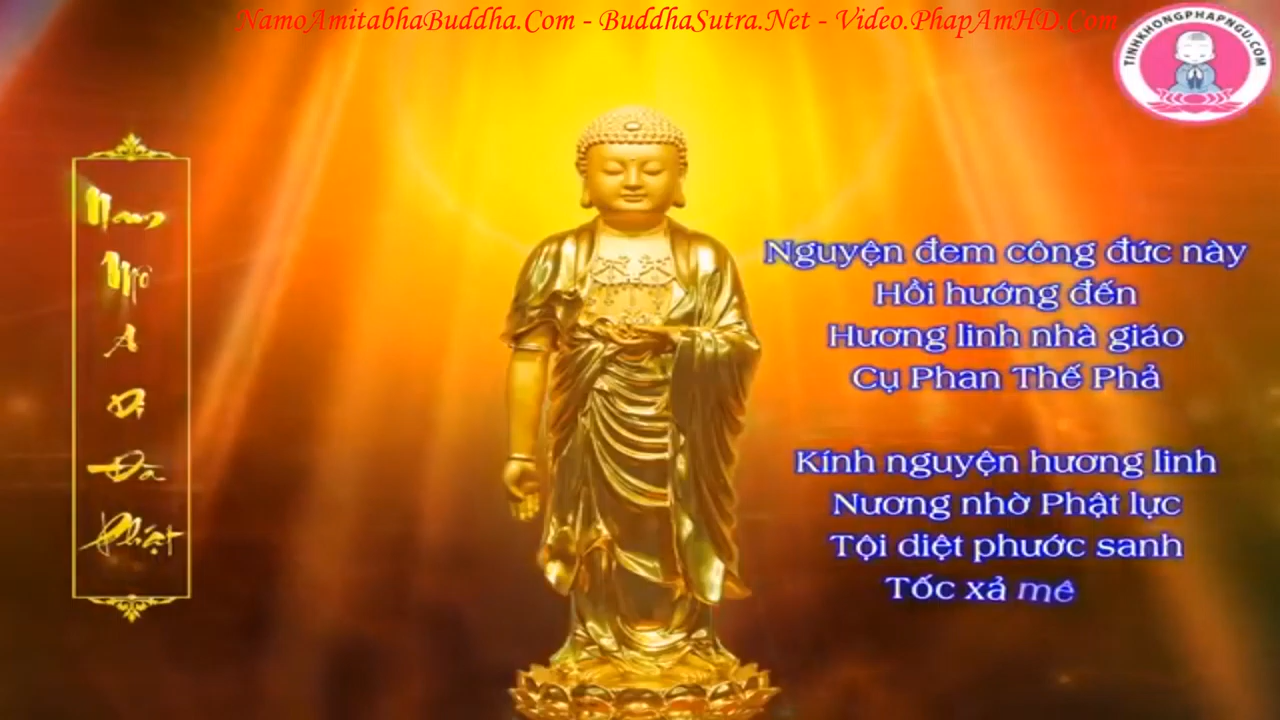 NamoAmitabhaBuddha.Com - BuddhaSutra.Net - Video.PhapAmHD.Com
TINHKHONGPHAPNGU.COM
Nam
Mô
A
Di
Đà
Phật
Nguyện đem công đức này
Hồi hướng đến
Hương linh nhà giáo
Cụ Phan Thế Phả
Kính nguyện hương linh
Nương nhờ Phật lực
Tội diệt phước sanh
Tốc xả mê